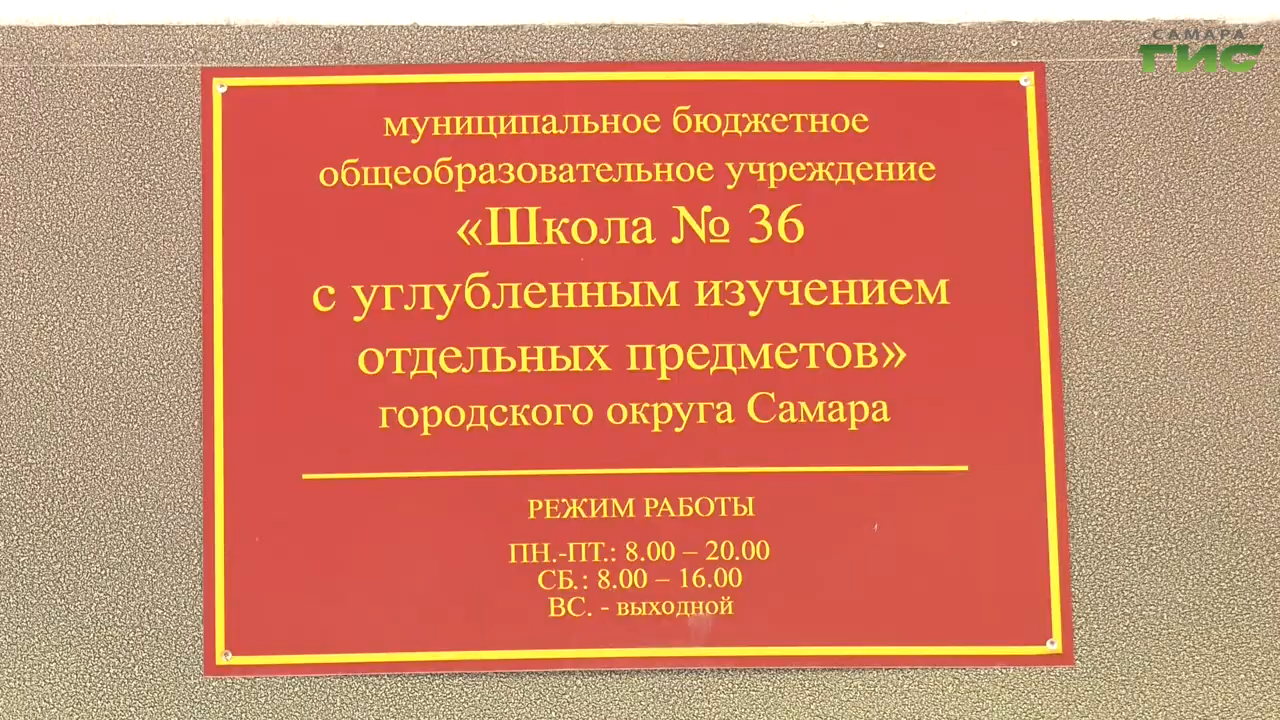 САМАРА
ГИС
муниципальное бюджетное
общеобразовательное учреждение
«Школа № 36
с углубленным изучением
отдельных предметов»
городского округа Самара
РЕЖИМ РАБОТЫ
ПН.-ПТ.: 8.00 – 20.00
СБ.: 8.00 – 16.00
ВС. - выходной